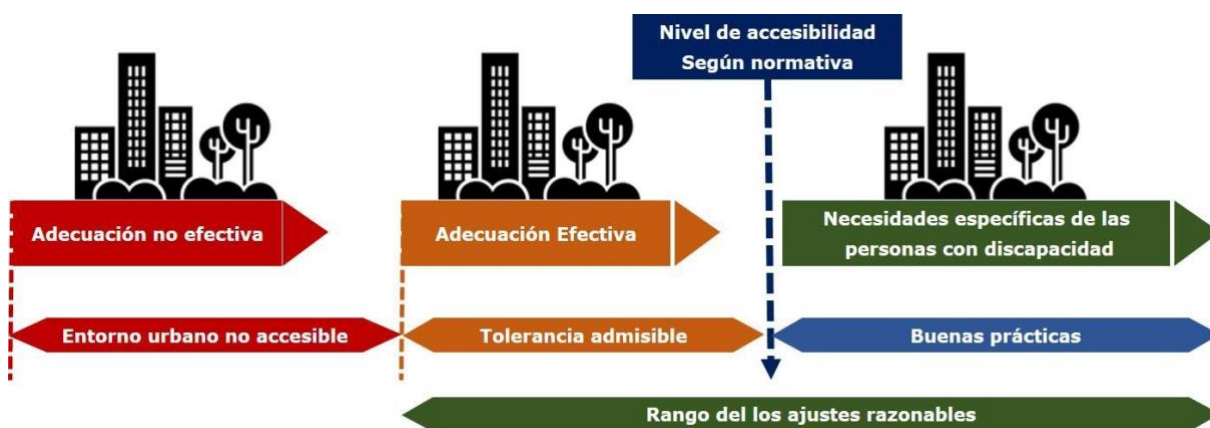 Nivel de accesibilidad
Según normativa
Adecuación no efectiva
Adecuación Efectiva
Necesidades específicas de las
personas con discapacidad
Entorno urbano no accesible
Tolerancia admisible
Buenas prácticas
Rango del los ajustes razonables